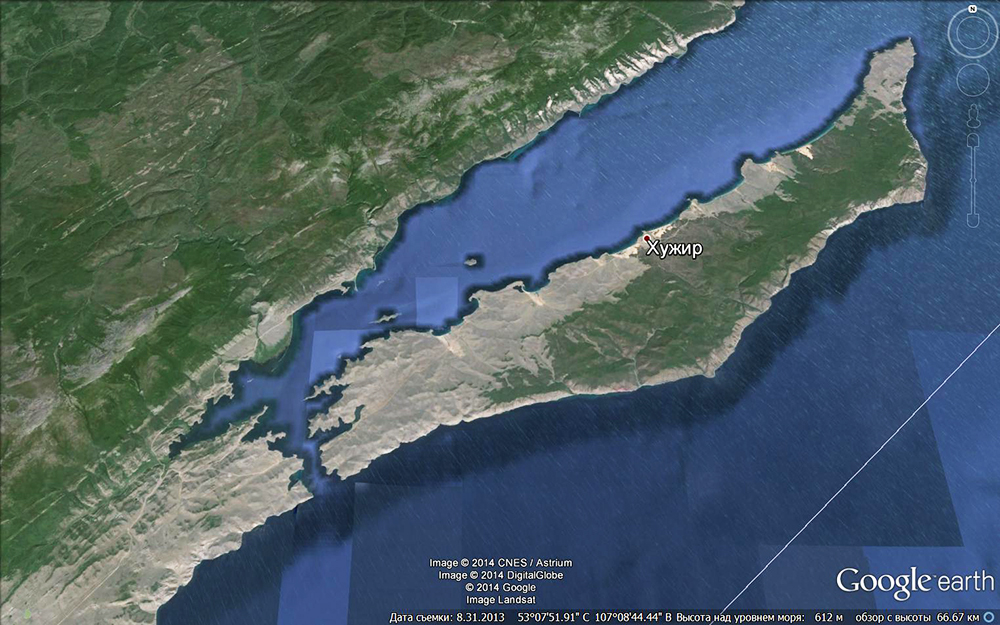 N
Хужир
Image © 2014 CNES / Astrium
Image © 2014 DigitalGlobe
© 2014 Google
Image Landsat
Google earth
Дата съемки: 8.31.2013 53°07'51.91" С 107°08'44.44" В Высота над уровнем моря: 612 м обзор с высоты 66.67 км